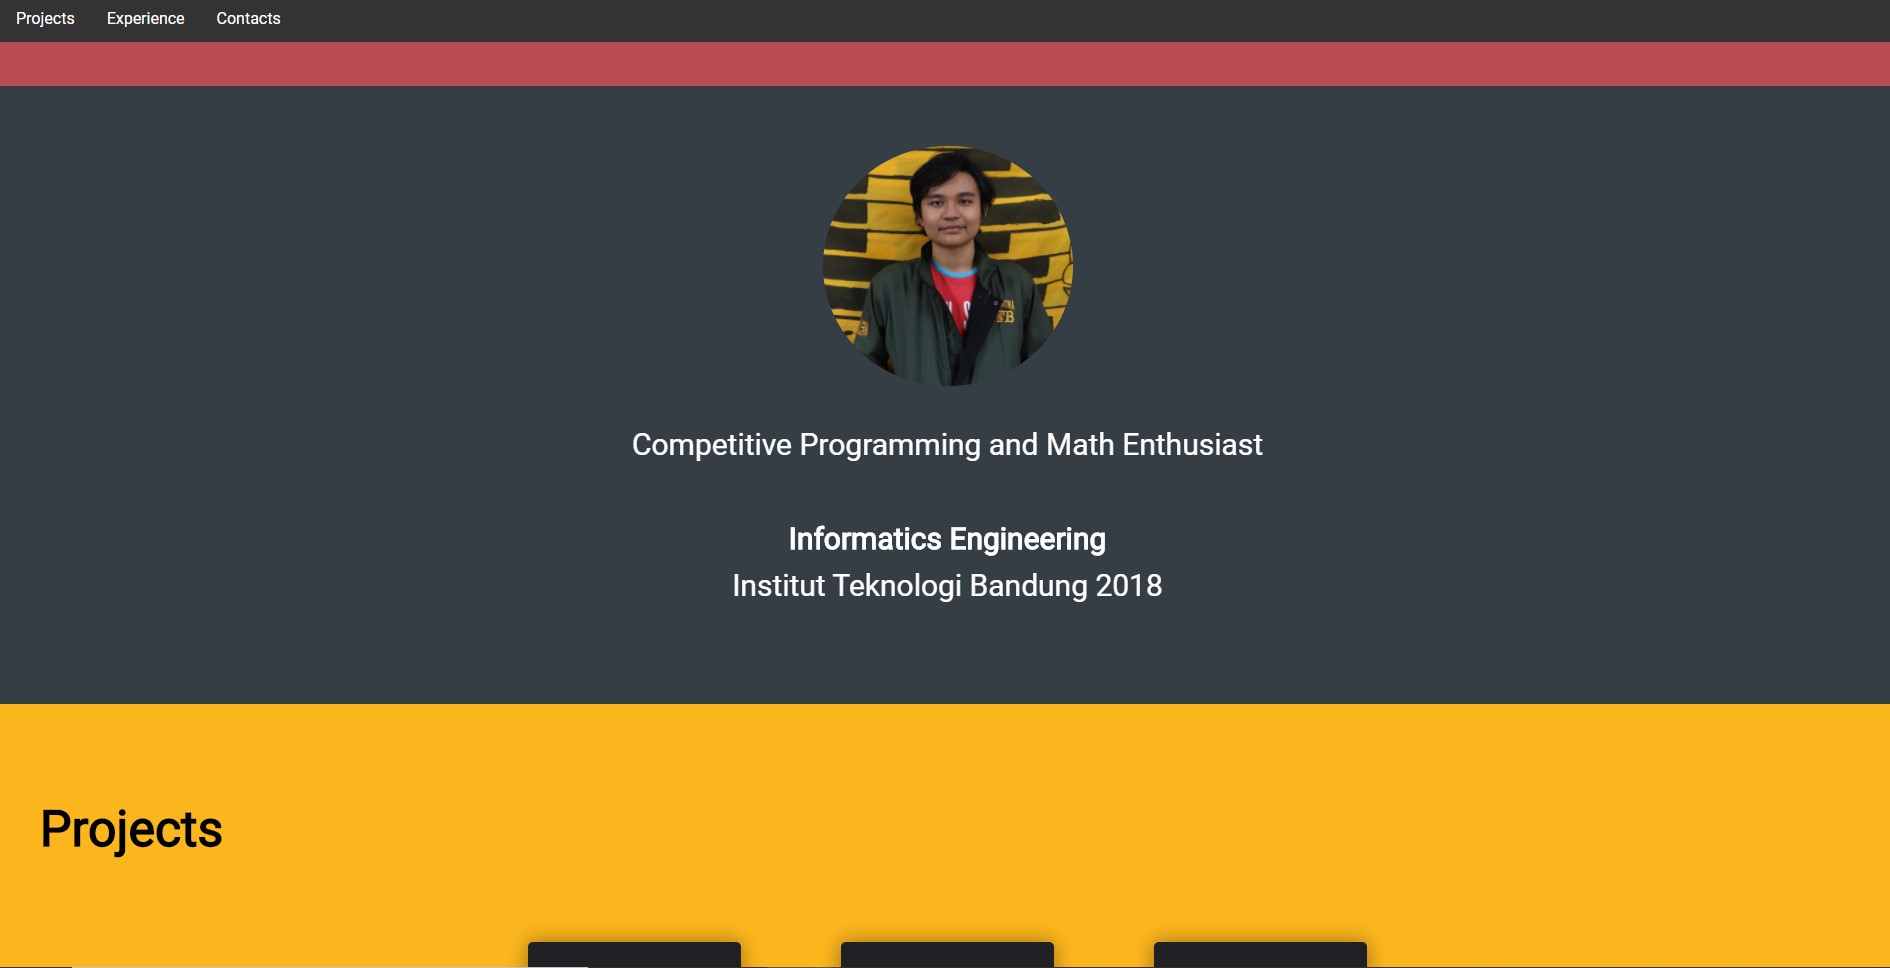 Projects Experience Contacts
Competitive Programming and Math Enthusiast
Informatics Engineering
Institut Teknologi Bandung 2018
Projects